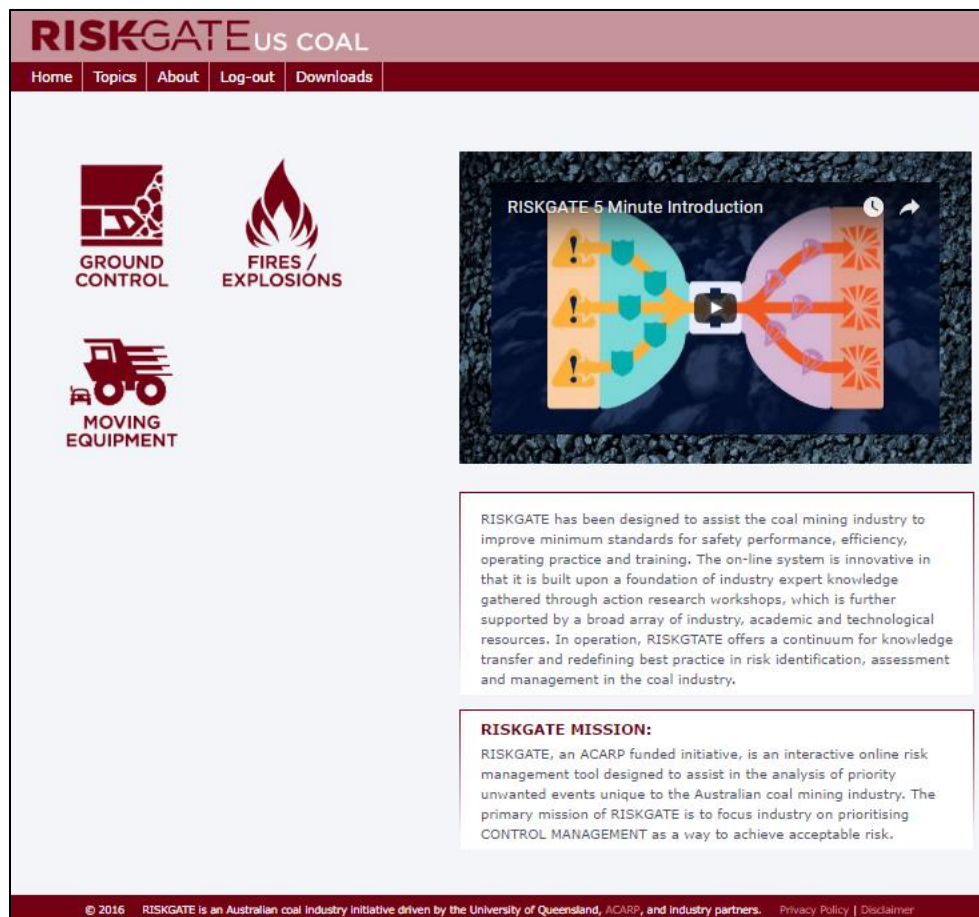 RISKGATE US COAL
Home Topics About Log-out Downloads
GROUND
CONTROL
FIRES /
EXPLOSIONS
MOVING
EQUIPMENT
RISKGATE 5 Minute Introduction
RISKGATE has been designed to assist the coal mining industry to
improve minimum standards for safety performance, efficiency,
operating practice and training. The on-line system is innovative in
that it is built upon a foundation of industry expert knowledge
gathered through action research workshops, which is further
supported by a broad array of industry, academic and technological
resources. In operation, RISKGTATE offers a continuum for knowledge
transfer and redefining best practice in risk identification, assessment
and management in the coal industry.
RISKGATE MISSION:
RISKGATE, an ACARP funded initiative, is an interactive online risk
management tool designed to assist in the analysis of priority
unwanted events unique to the Australian coal mining industry. The
primary mission of RISKGATE is to focus industry on prioritising
CONTROL MANAGEMENT as a way to achieve acceptable risk.
© 2016 RISKGATE is an Australian coal industry initiative driven by the University of Queensland, ACARP, and industry partners. Privacy Policy | Disclaimer